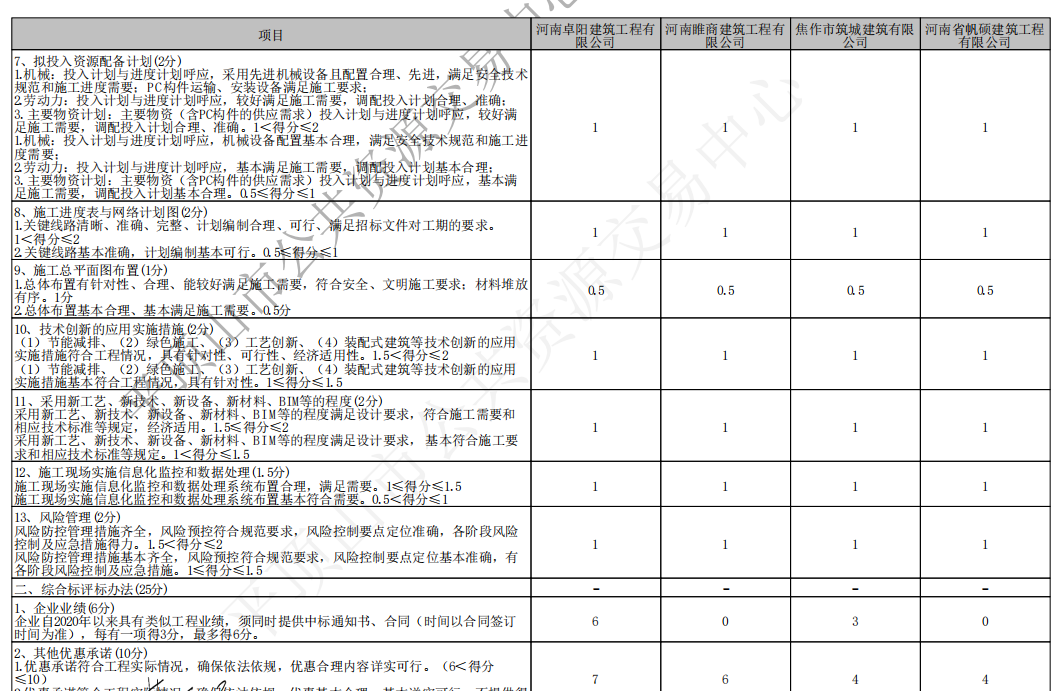 项目
河南卓阳建筑工程有限公司
河南睢商建筑工程有限公司
焦作市筑城建筑有限公司
河南省帆硕建筑工程有限公司
7、拟投入资源配备计划(2分)
1.机械：投入计划与进度计划呼应，采用先进机械设备且配置合理、先进，满足安全技术
规范和施工进度需要；PC构件运输、安装设备满足施工要求；
2.劳动力：投入计划与进度计划呼应，较好满足施工需要，调配投入计划合理、准确；
3.主要物资计划：主要物资（含PC构件的供应需求）投入计划与进度计划呼应，较好满
足施工需要，调配投入计划合理、准确。1＜得分≤2
1.机械：投入计划与进度计划呼应，机械设备配置基本合理，满足安全技术规范和施工进
度需要；
2.劳动力：投入计划与进度计划呼应，基本满足施工需要，调配投入计划基本合理；
3.主要物资计划：主要物资（含PC构件的供应需求）投入计划与进度计划呼应，基本满
足施工需要，调配投入计划基本合理。0.5≤得分≤1
1 1 1 1
8、施工进度表与网络计划图(2分)
1.关键线路清晰、准确、完整、计划编制合理、可行、满足招标文件对工期的要求。
1＜得分≤2
2.关键线路基本准确，计划编制基本可行。0.5≤得分≤1
1 1 1 1
9、施工总平面图布置(1分)
1.总体布置有针对性、合理、能较好满足施工需要，符合安全、文明施工要求；材料堆放
有序。1分
2.总体布置基本合理、基本满足施工需要。0.5分
0.5 0.5 0.5 0.5
10、技术创新的应用实施措施(2分)
（1）节能减排、（2）绿色施工、（3）工艺创新、（4）装配式建筑等技术创新的应用
实施措施符合工程情况，具有针对性、可行性、经济适用性。1.5＜得分≤2
（1）节能减排、（2）绿色施工、（3）工艺创新、（4）装配式建筑等技术创新的应用
实施措施基本符合工程情况，具有针对性。1≤得分≤1.5
1 1 1 1
11、采用新工艺、新技术、新设备、新材料、BIM等的程度(2分)
采用新工艺、新技术、新设备、新材料、BIM等的程度满足设计要求，符合施工需要和
相应技术标准等规定，经济适用。1.5≤得分≤2
采用新工艺、新技术、新设备、新材料、BIM等的程度满足设计要求， 基本符合施工要
求和相应技术标准等规定。1＜得分≤1.5
1 1 1 1
12、施工现场实施信息化监控和数据处理(1.5分)
施工现场实施信息化监控和数据处理系统布置合理，满足需要。1≤得分≤1.5
施工现场实施信息化监控和数据处理系统布置基本符合需要。0.5＜得分≤1
1 1 1 1
13、风险管理(2分)
风险防控管理措施齐全，风险预控符合规范要求，风险控制要点定位准确，各阶段风险
控制及应急措施得力。1.5＜得分≤2
风险防控管理措施基本齐全，风险预控符合规范要求，风险控制要点定位基本准确，有
各阶段风险控制及应急措施。1≤得分≤1.5
1 1 1 1
二、综合标评标办法(25分)
- - - -
1、企业业绩(6分)
企业自2020年以来具有类似工程业绩，须同时提供中标通知书、合同（时间以合同签订
时间为准），每有一项得3分，最多得6分。
6 0 3 0
2、其他优惠承诺(10分)
1.优惠承诺符合工程实际情况，确保依法依规，优惠合理内容详实可行。（6＜得分
≤10）
7 6 4 4
平顶山市公共资源交易中心
平顶山市公共资源交易中心